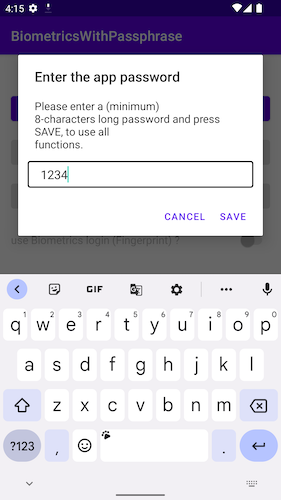 4:15
BiometricsWithPassphrase
Enter the app password
Please enter a (minimum)
8-characters long password and press
SAVE, to use all
functions.
1234
CANCEL SAVE
use Biometrics login (Fingerprint) ?
GIF
q w e r t y u i o p
1 2 3 4 5 6 7 8 9 0
a s d f g h j k l
z x c v b n m
?123 , .